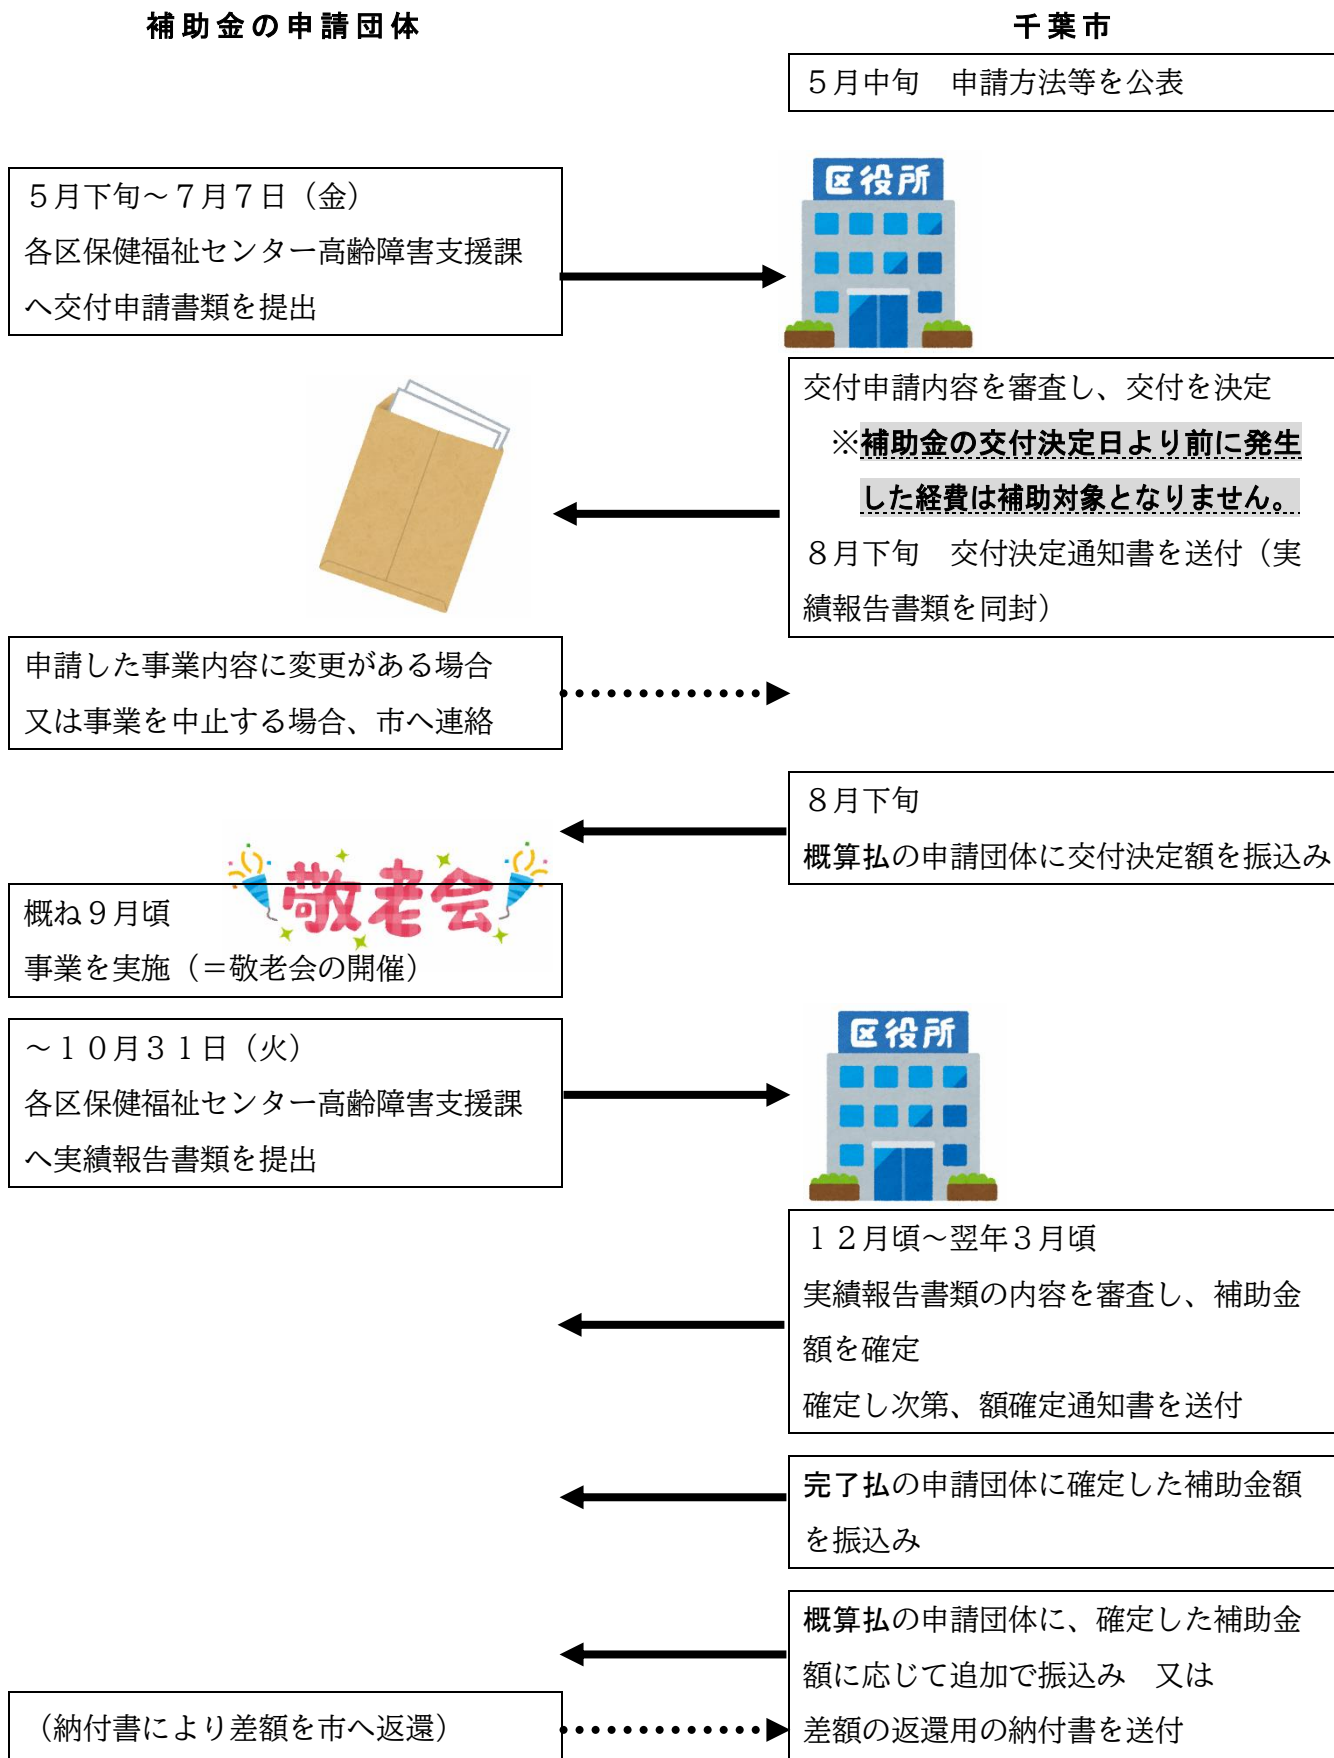 補助金の申請団体
千葉市
５月中旬　申請方法等を公表
５月下旬～７月７日（金）
各区保健福祉センター高齢障害支援課
へ交付申請書類を提出
区役所
交付申請内容を審査し、交付を決定
※補助金の交付決定日より前に発生
した経費は補助対象となりません。
８月下旬　交付決定通知書を送付（実
績報告書類を同封）
申請した事業内容に変更がある場合
又は事業を中止する場合、市へ連絡
８月下旬
概算払の申請団体に交付決定額を振込み
敬老会
概ね９月頃
事業を実施（＝敬老会の開催）
～１０月３１日（火）
各区保健福祉センター高齢障害支援課
へ実績報告書類を提出
区役所
１２月頃～翌年３月頃
実績報告書類の内容を審査し、補助金
額を確定
確定し次第、額確定通知書を送付
完了払の申請団体に確定した補助金額
を振込み
概算払の申請団体に、確定した補助金
額に応じて追加で振込み　又は
差額の返還用の納付書を送付
（納付書により差額を市へ返還）